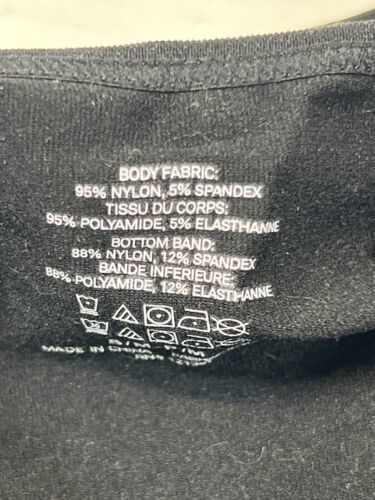 BODY FABRIC:
95% NYLON, 5% SPANDEX
TISSU DU CORPS:
95% POLYAMIDE, 5% ELASTHANNE
BOTTOM BAND:
88% NYLON, 12% SPANDEX
BANDE INFERIEURE:
88% POLYAMIDE, 12% ELASTHANNE
S / M P / M
MADE IN CHINA